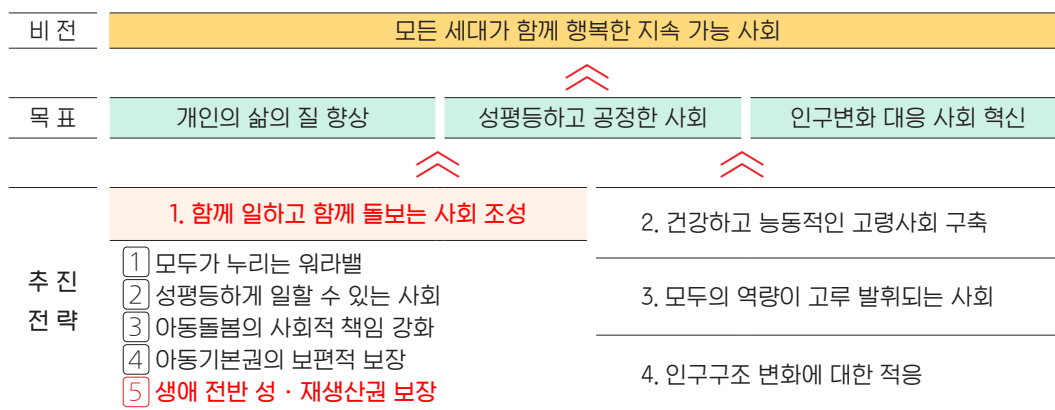 비 전
모든 세대가 함께 행복한 지속 가능 사회
목 표
개인의 삶의 질 향상
성평등하고 공정한 사회
인구변화 대응 사회 혁신
추 진
전 략
1. 함께 일하고 함께 돌보는 사회 조성
1 모두가 누리는 워라밸
2 성평등하게 일할 수 있는 사회
3 아동돌봄의 사회적 책임 강화
4 아동기본권의 보편적 보장
5 생애 전반 성 · 재생산권 보장
2. 건강하고 능동적인 고령사회 구축
3. 모두의 역량이 고루 발휘되는 사회
4. 인구구조 변화에 대한 적응